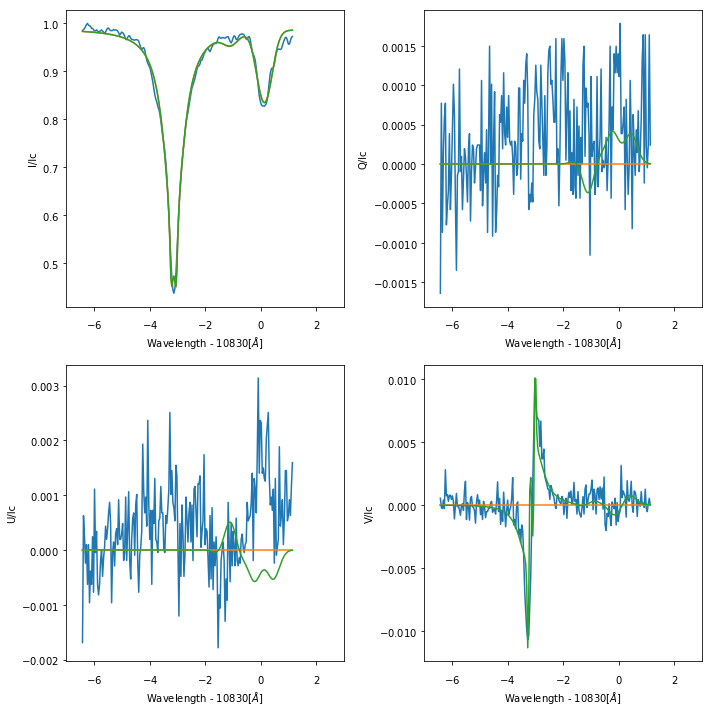 I/Ic
1.0
0.9
0.8
0.7
0.6
0.5
−6 −4 −2 0 2
Wavelength - 10830[Å]
Q/Ic
0.0015
0.0010
0.0005
0.0000
−0.0005
−0.0010
−0.0015
−6 −4 −2 0 2
Wavelength - 10830[Å]
U/Ic
0.003
0.002
0.001
0.000
−0.001
−0.002
−6 −4 −2 0 2
Wavelength - 10830[Å]
V/Ic
0.010
0.005
0.000
−0.005
−0.010
−6 −4 −2 0 2
Wavelength - 10830[Å]